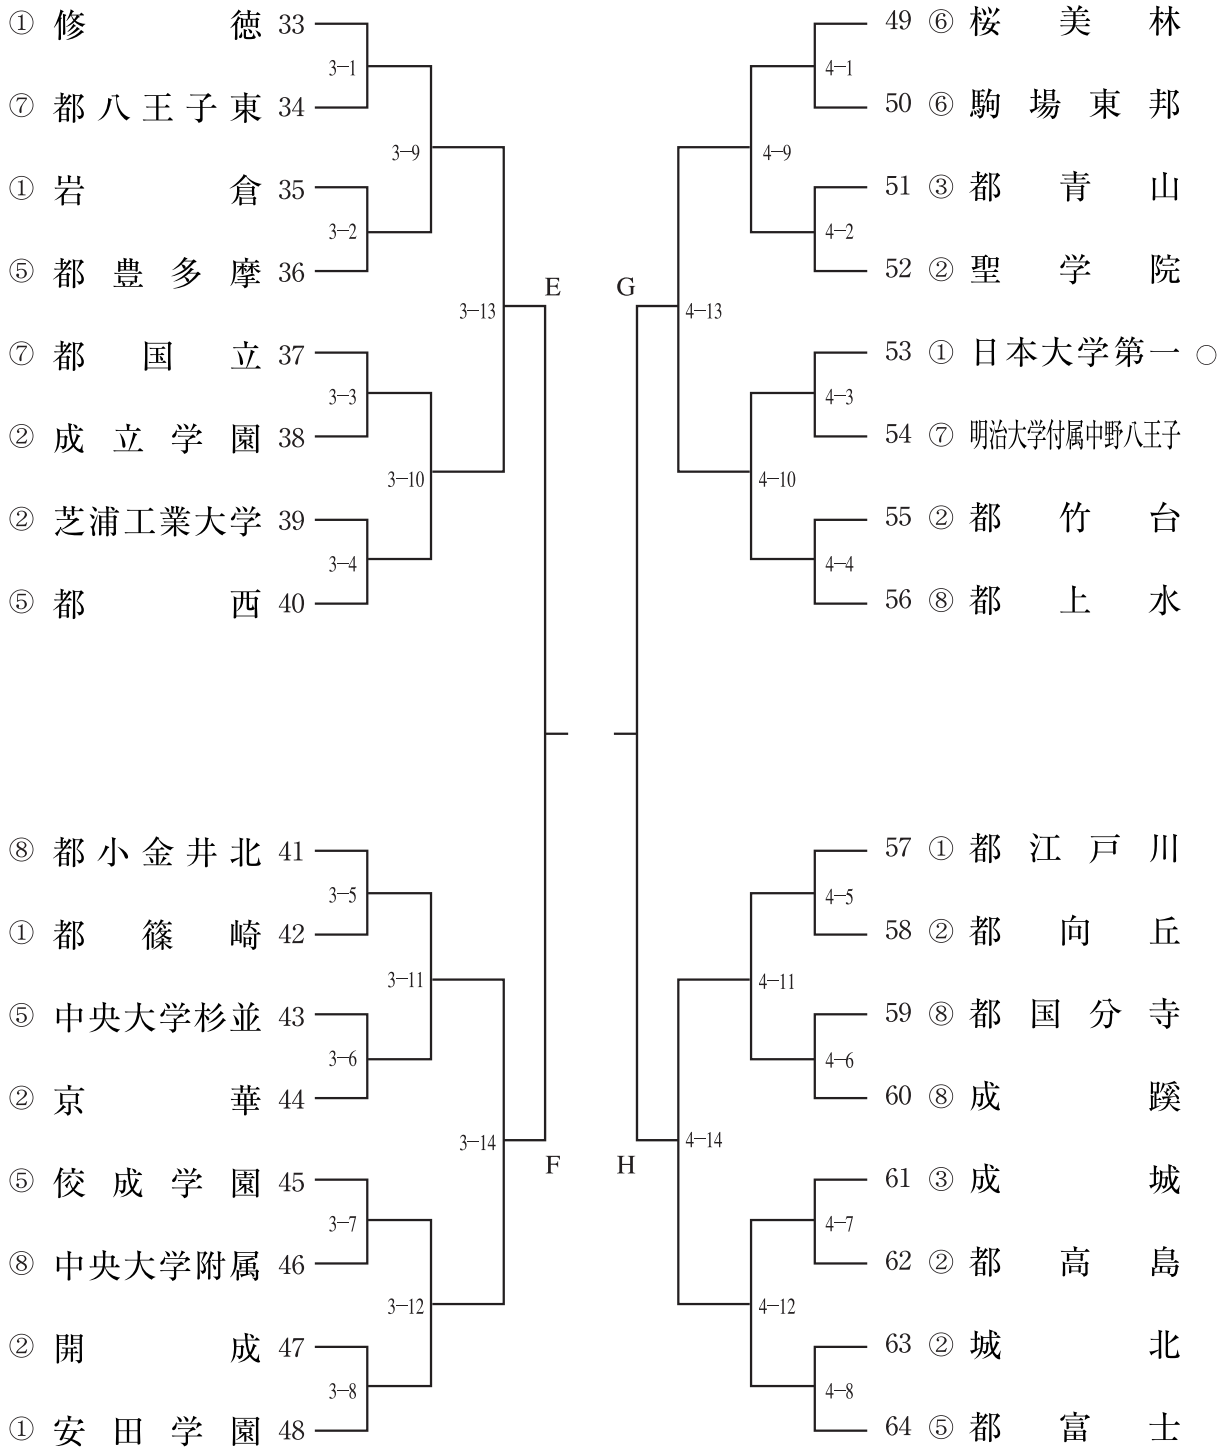 ① 修徳 33
3-1
⑦ 都八王子東 34
3-9
① 岩倉 35
3-2
⑤ 都豊多摩 36
3-13
E
⑦ 都国立 37
3-3
② 成立学園 38
3-10
② 芝浦工業大学 39
3-4
⑤ 都西 40
⑧ 都小金井北 41
3-5
① 都篠崎 42
3-11
⑤ 中央大学杉並 43
3-6
② 京華 44
3-14
F
⑤ 佼成学園 45
3-7
⑧ 中央大学附属 46
3-12
② 開成 47
3-8
① 安田学園 48
49 ⑥ 桜美林
4-1
50 ⑥ 駒場東邦
4-9
51 ③ 都青山
4-2
52 ② 聖学院
G
4-13
53 ① 日本大学第一 ○
4-3
54 ⑦ 明治大学付属中野八王子
4-10
55 ② 都竹台
4-4
56 ⑧ 都上水
57 ① 都江戸川
4-5
58 ② 都向丘
4-11
59 ⑧ 都国分寺
4-6
60 ⑧ 成蹊
4-14
H
61 ③ 成城
4-7
62 ② 都高島
4-12
63 ② 城北
4-8
64 ⑤ 都富士